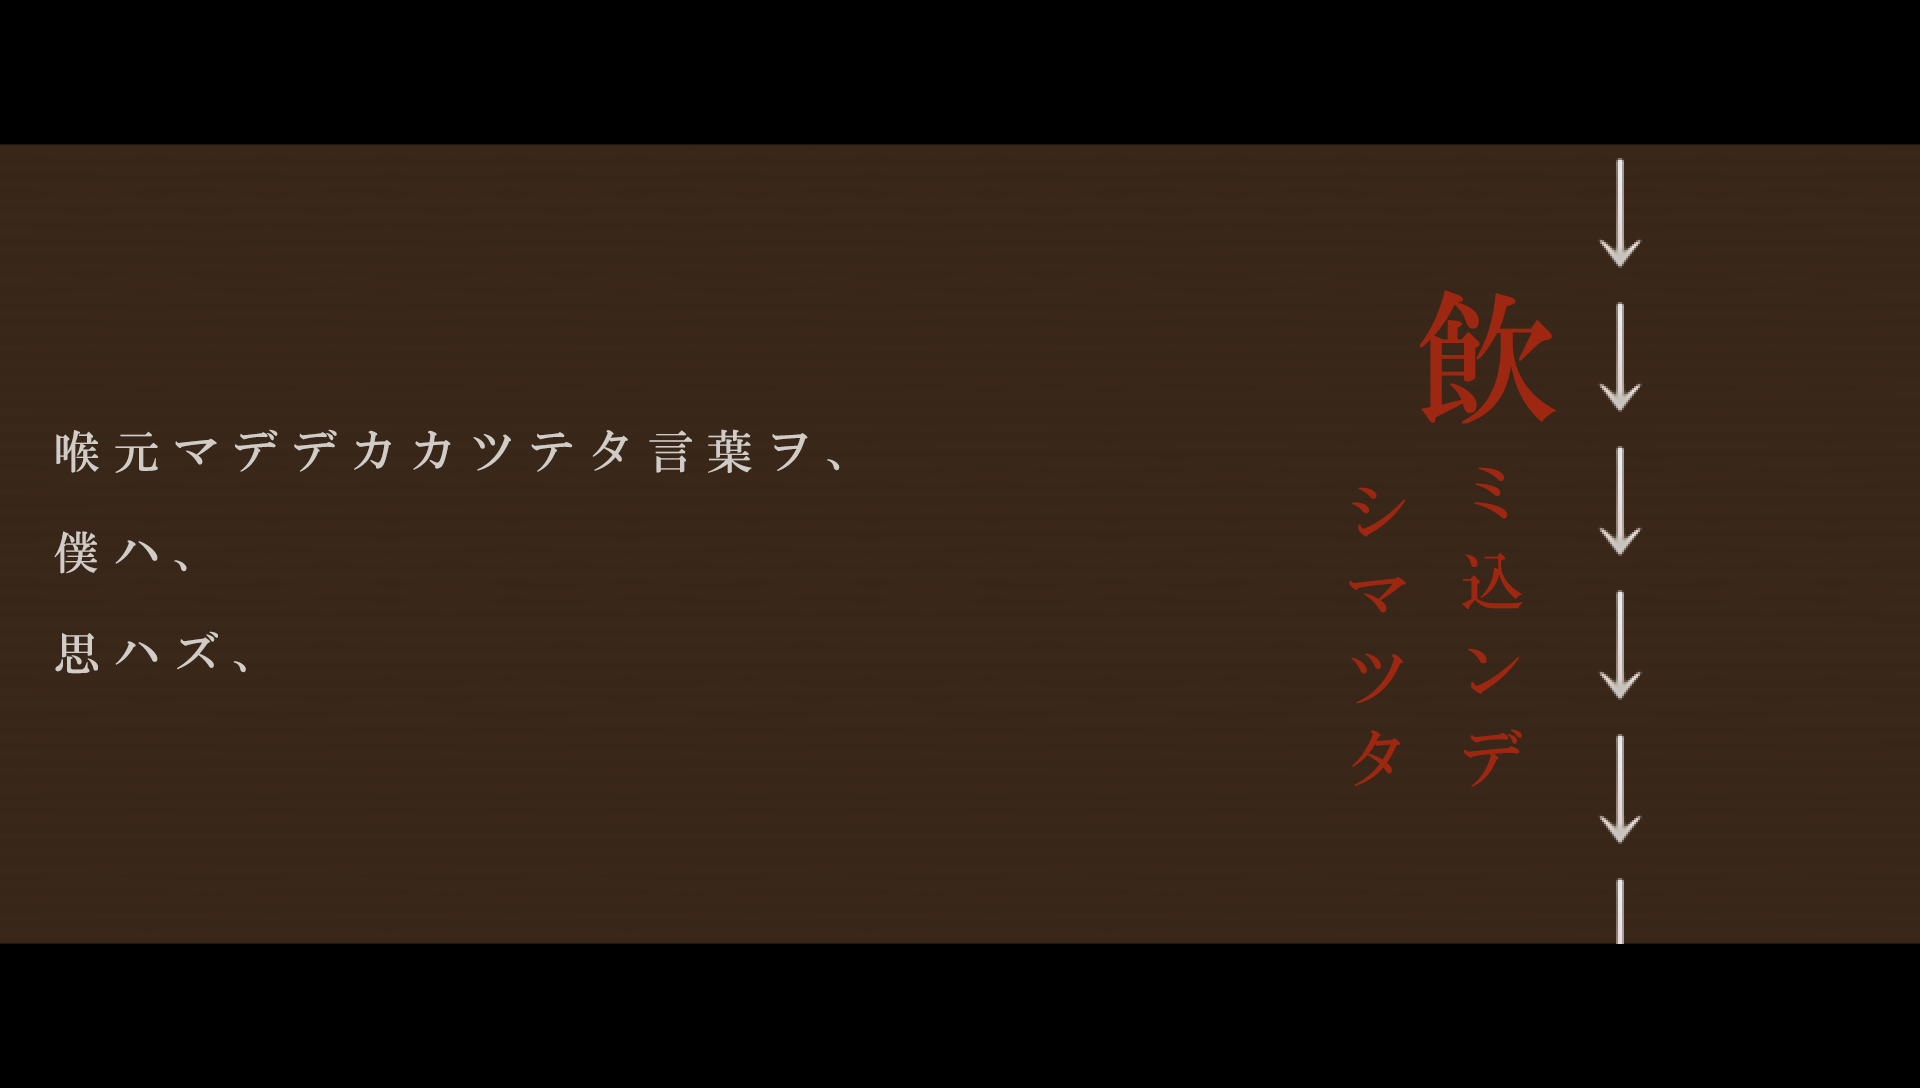 喉元マデデカカツテタ言葉ヲ、
僕ハ、
思ハズ、
飲ミ込ンデ
シマツタ